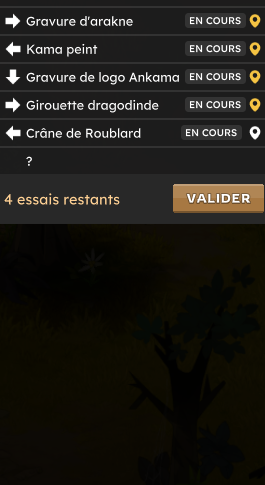 Gravure d'arakne EN COURS
Kama peint EN COURS
Gravure de logo Ankama EN COURS
Girouette dragodinde EN COURS
Crâne de Roublard EN COURS
?
4 essais restants VALIDER